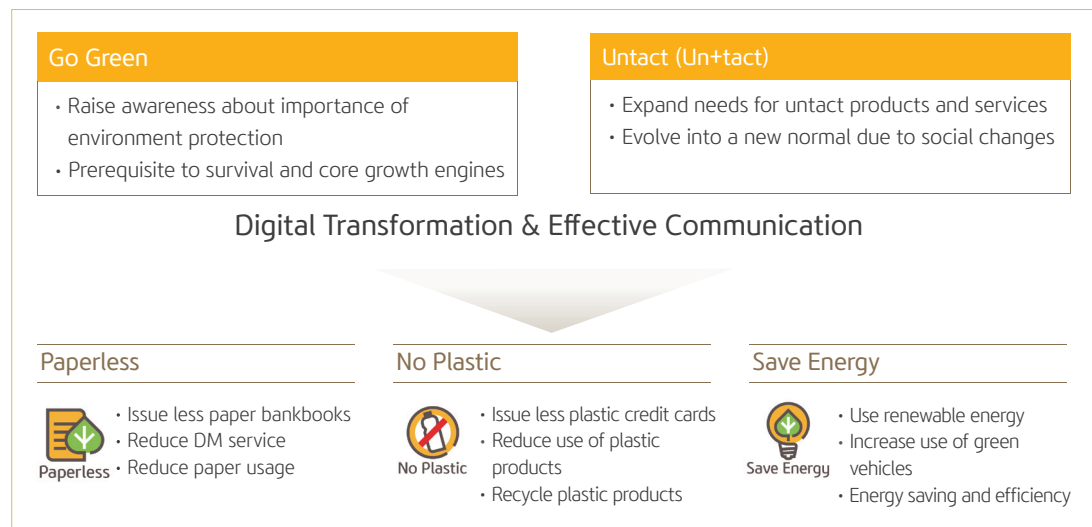 Go Green
• Raise awareness about importance of
environment protection
• Prerequisite to survival and core growth engines
Untact (Un+tact)
• Expand needs for untact products and services
• Evolve into a new normal due to social changes
Digital Transformation & Effective Communication
Paperless
Paperless
• Issue less paper bankbooks
• Reduce DM service
• Reduce paper usage
No Plastic
No Plastic
• Issue less plastic credit cards
• Reduce use of plastic
products
• Recycle plastic products
Save Energy
Save Energy
• Use renewable energy
• Increase use of green
vehicles
• Energy saving and efficiency